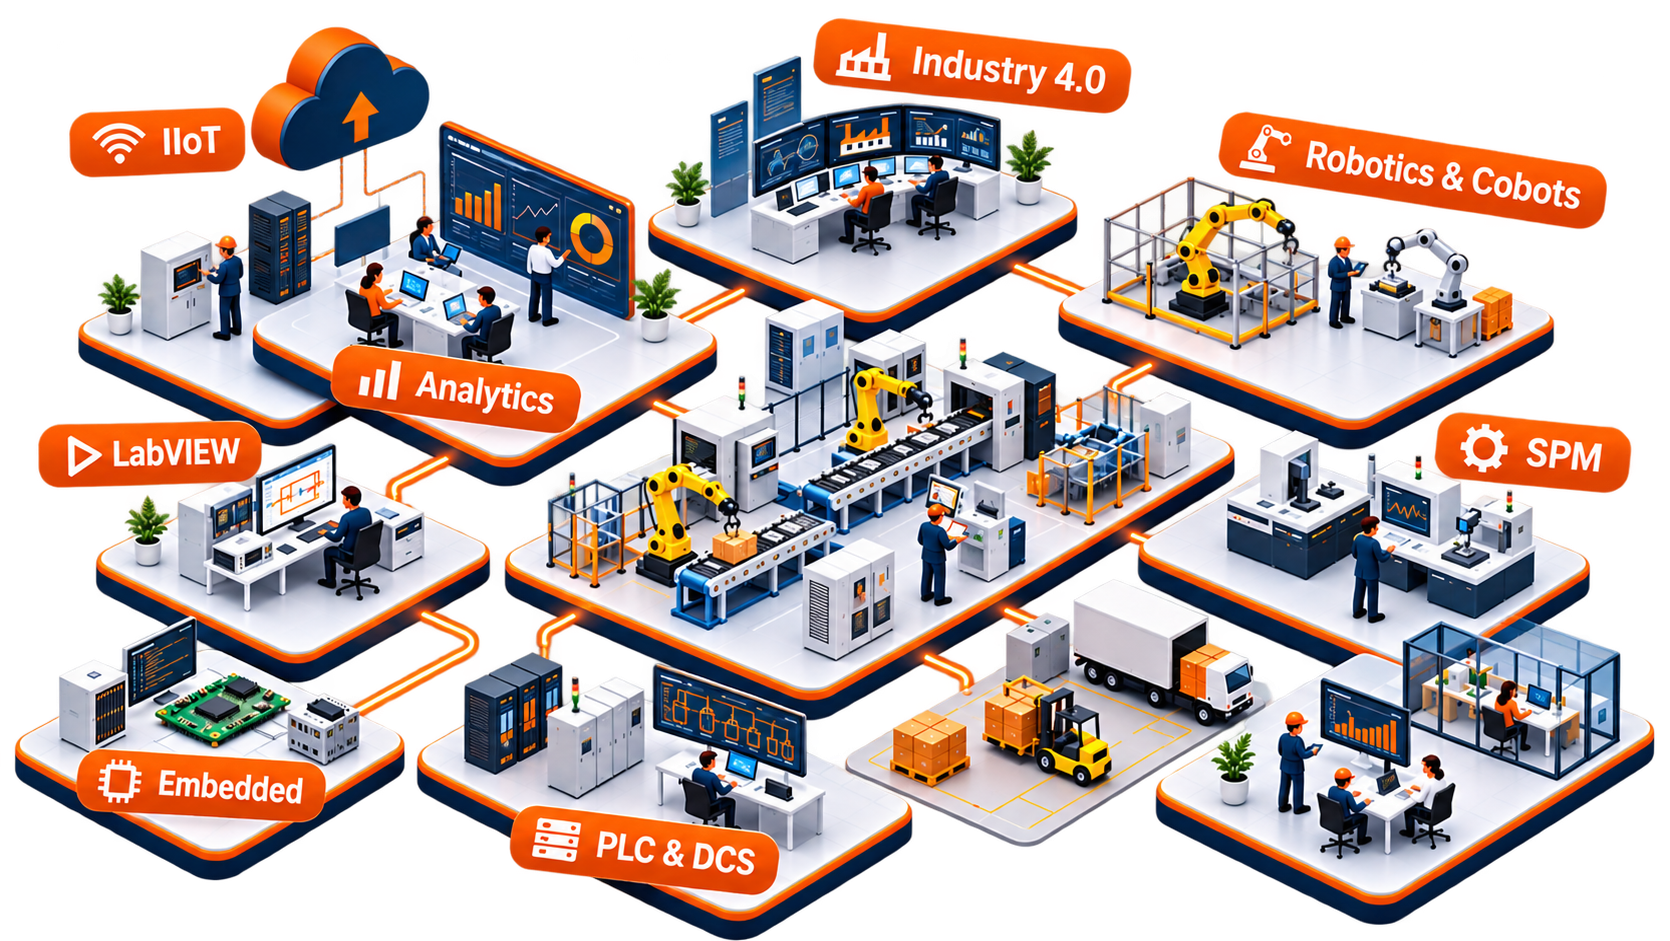 Industry 4.0
IIoT
Robotics & Cobots
Analytics
LabVIEW
SPM
Embedded
PLC & DCS